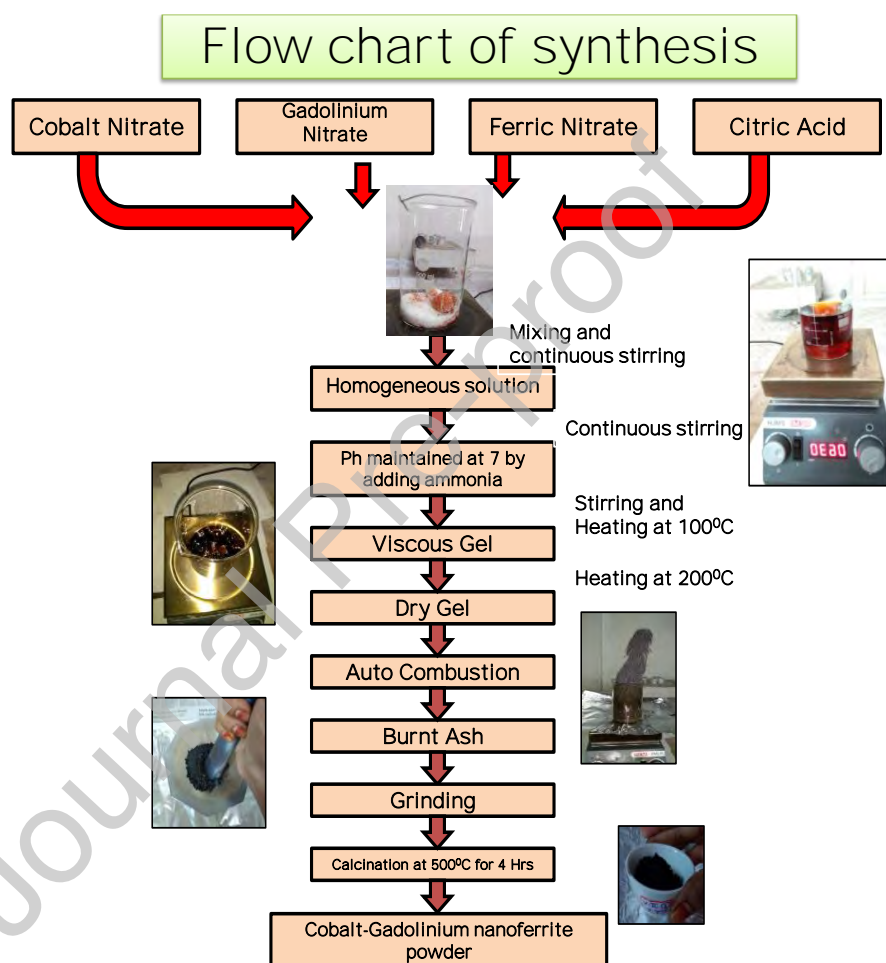 Flow chart of synthesis
Cobalt Nitrate
Gadolinium
Nitrate
Ferric Nitrate
Citric Acid
Mixing and
continuous stirring
Homogeneous solution
Continuous stirring
Ph maintained at 7 by
adding ammonia
Stirring and
Heating at 100⁰C
Viscous Gel
Heating at 200⁰C
Dry Gel
Auto Combustion
Burnt Ash
Grinding
Calcination at 500⁰C for 4 Hrs
Cobalt-Gadolinium nanoferrite
powder
Journal Pre-proof